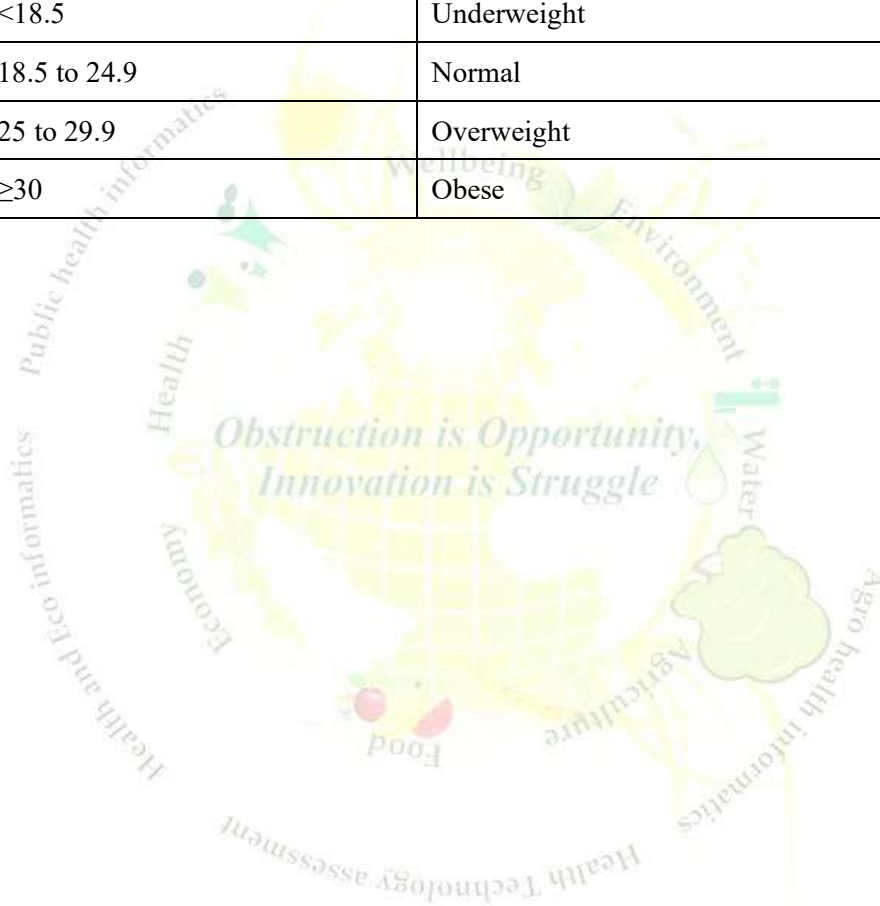 <18.5 Underweight
18.5 to 24.9 Normal
25 to 29.9 Overweight
≥30 Obese
Public health informatics
Wellbeing
Environment
Health
Obstruction is Opportunity,
Innovation is Struggle
Water
Economy
Health and Eco informatics
Agro health informatics
Agriculture
Food
Health Technology assessment